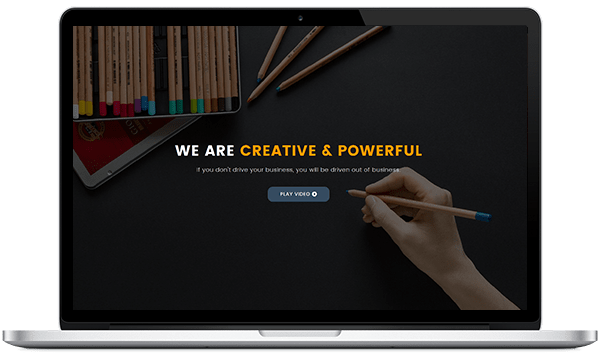 WE ARE CREATIVE & POWERFUL
If you don't drive your business, you will be driven out of business.
PLAY VIDEO